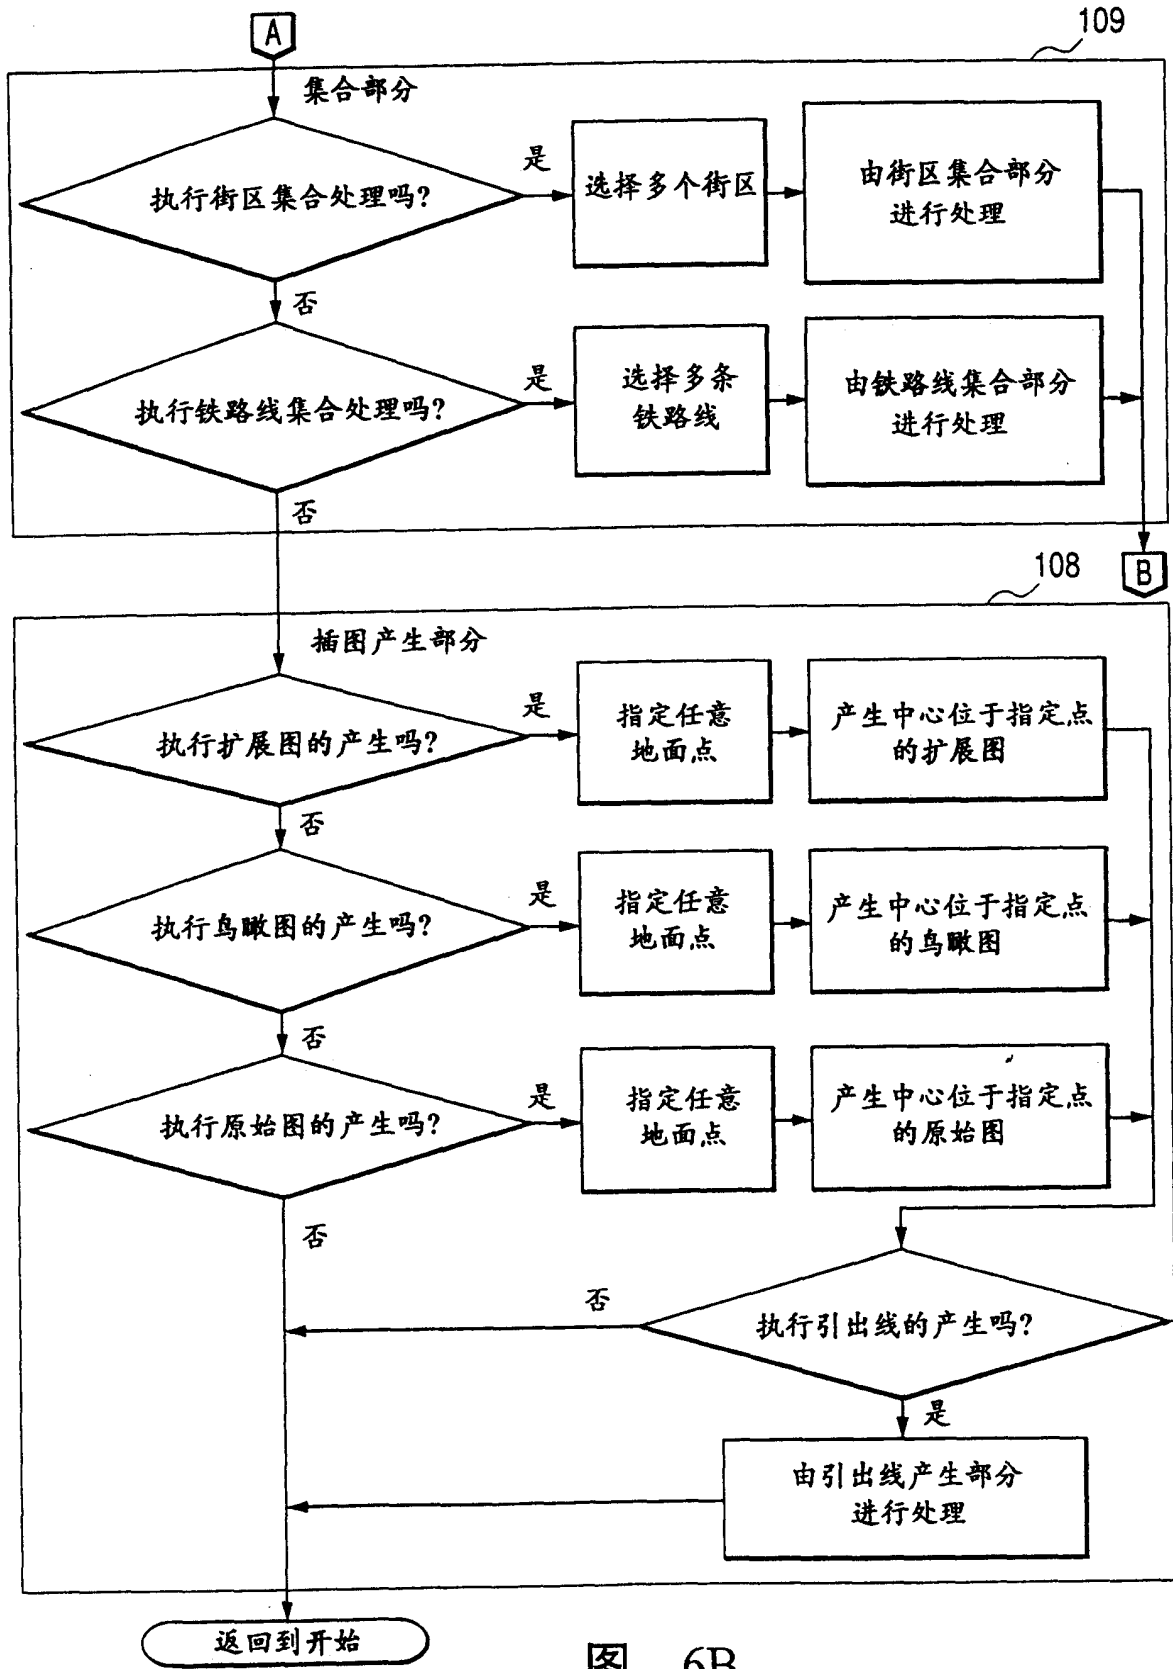 A
109
集合部分
执行街区集合处理吗?
是
选择多个街区
由街区集合部分
进行处理
否
执行铁路线集合处理吗?
是
选择多条
铁路线
由铁路线集合部分
进行处理
否
B
108
插图产生部分
执行扩展图的产生吗?
是
指定任意
地面点
产生中心位于指定点
的扩展图
否
执行鸟瞰图的产生吗?
是
指定任意
地面点
产生中心位于指定点
的鸟瞰图
否
执行原始图的产生吗?
是
指定任意
地面点
产生中心位于指定点
的原始图
否
否
执行引出线的产生吗?
是
由引出线产生部分
进行处理
返回到开始
图 6B